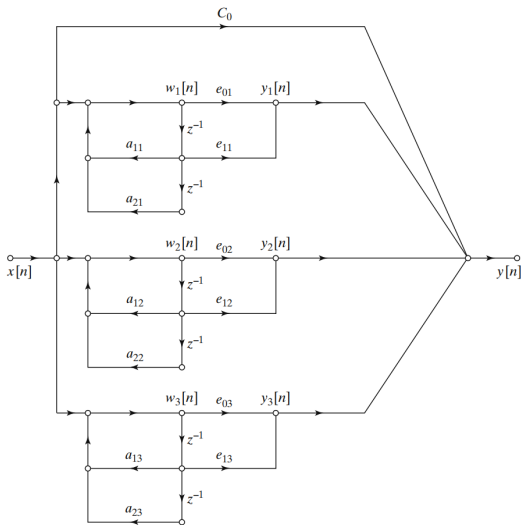 C₀
w₁[n] e₀₁ y₁[n]
z⁻¹
a₁₁ e₁₁
z⁻¹
a₂₁
w₂[n] e₀₂ y₂[n]
x[n] y[n]
z⁻¹
a₁₂ e₁₂
z⁻¹
a₂₂
w₃[n] e₀₃ y₃[n]
z⁻¹
a₁₃ e₁₃
z⁻¹
a₂₃